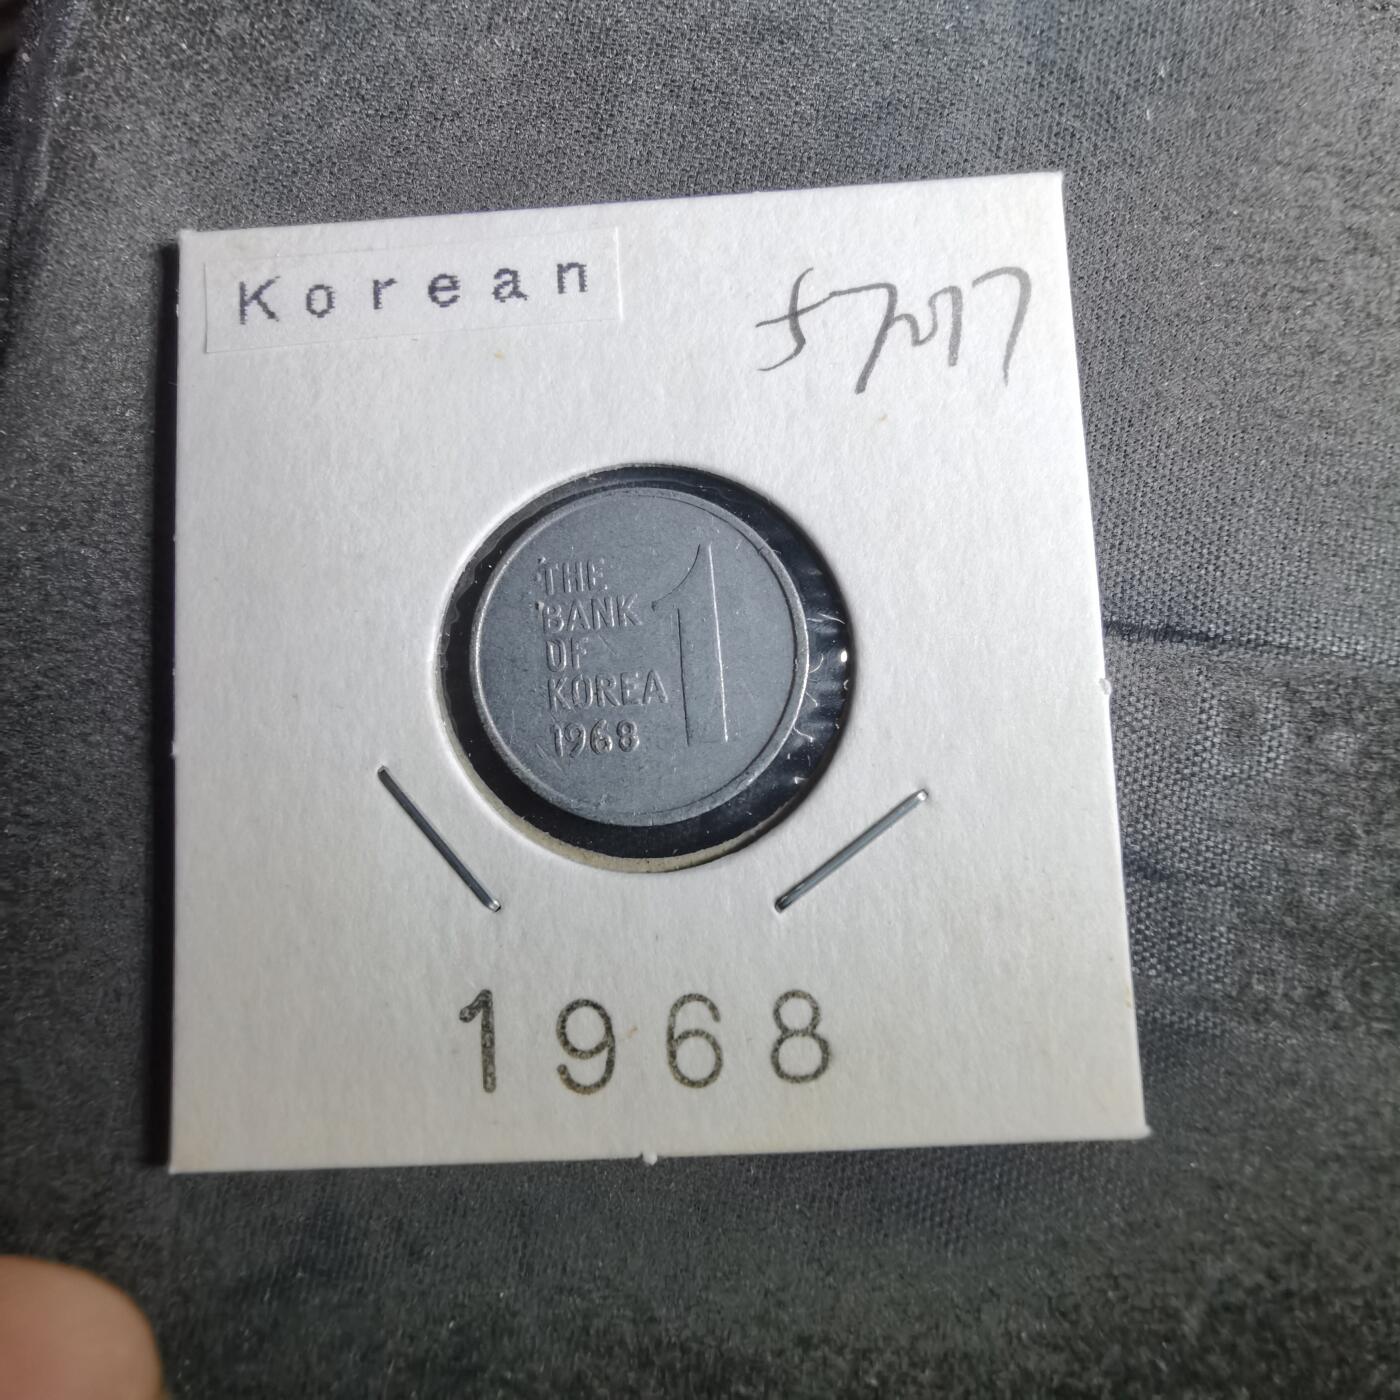 Korean
THE
BANK
OF
KOREA
1968
1
1968